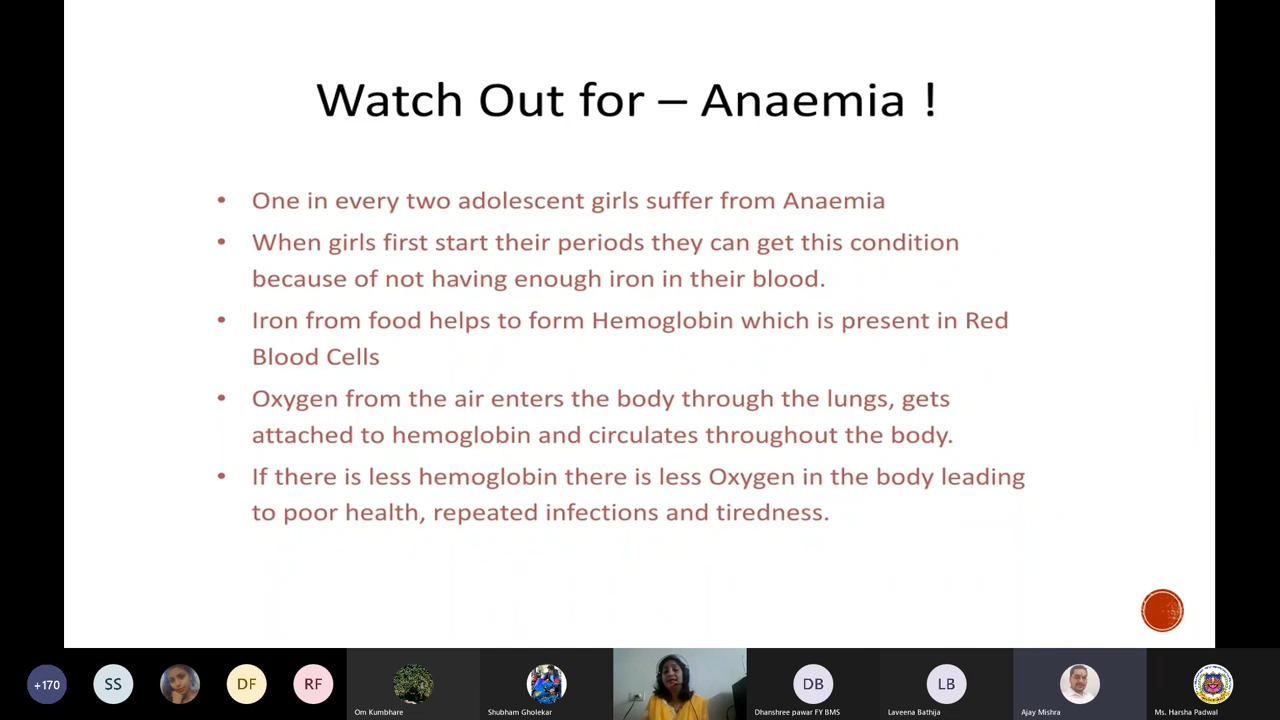 Watch Out for – Anaemia !
• One in every two adolescent girls suffer from Anaemia
• When girls first start their periods they can get this condition
because of not having enough iron in their blood.
• Iron from food helps to form Hemoglobin which is present in Red
Blood Cells
• Oxygen from the air enters the body through the lungs, gets
attached to hemoglobin and circulates throughout the body.
• If there is less hemoglobin there is less Oxygen in the body leading
to poor health, repeated infections and tiredness.
+170 SS DF RF DB LB
Om Kumbhare Shubham Gholekar Dhanshree pawar FY BMS Laveena Bathija Ajay Mishra Ms. Harsha Padwal